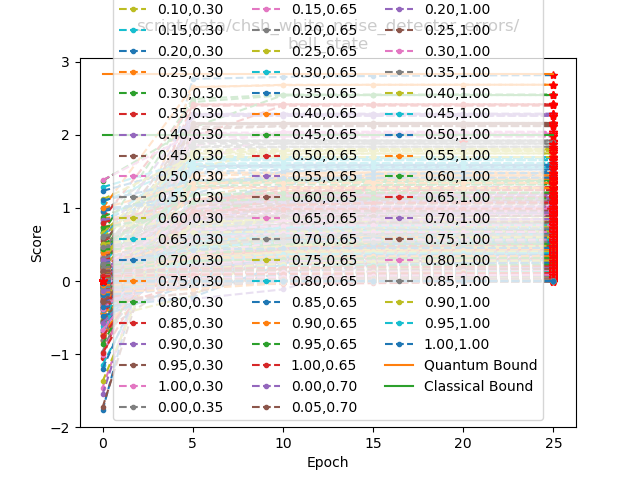 script/data/chsh_white_noise_detector_errors/
bell_state
0.10,0.30 0.15,0.65 0.20,1.00
0.15,0.30 0.20,0.65 0.25,1.00
0.20,0.30 0.25,0.65 0.30,1.00
0.25,0.30 0.30,0.65 0.35,1.00
0.30,0.30 0.35,0.65 0.40,1.00
0.35,0.30 0.40,0.65 0.45,1.00
0.40,0.30 0.45,0.65 0.50,1.00
0.45,0.30 0.50,0.65 0.55,1.00
0.50,0.30 0.55,0.65 0.60,1.00
0.55,0.30 0.60,0.65 0.65,1.00
0.60,0.30 0.65,0.65 0.70,1.00
0.65,0.30 0.70,0.65 0.75,1.00
0.70,0.30 0.75,0.65 0.80,1.00
0.75,0.30 0.80,0.65 0.85,1.00
0.80,0.30 0.85,0.65 0.90,1.00
0.85,0.30 0.90,0.65 0.95,1.00
0.90,0.30 0.95,0.65 1.00,1.00
0.95,0.30 1.00,0.65 Quantum Bound
1.00,0.30 0.00,0.70 Classical Bound
0.00,0.35 0.05,0.70
3
2
1
0
−1
−2
Score
0 5 10 15 20 25
Epoch